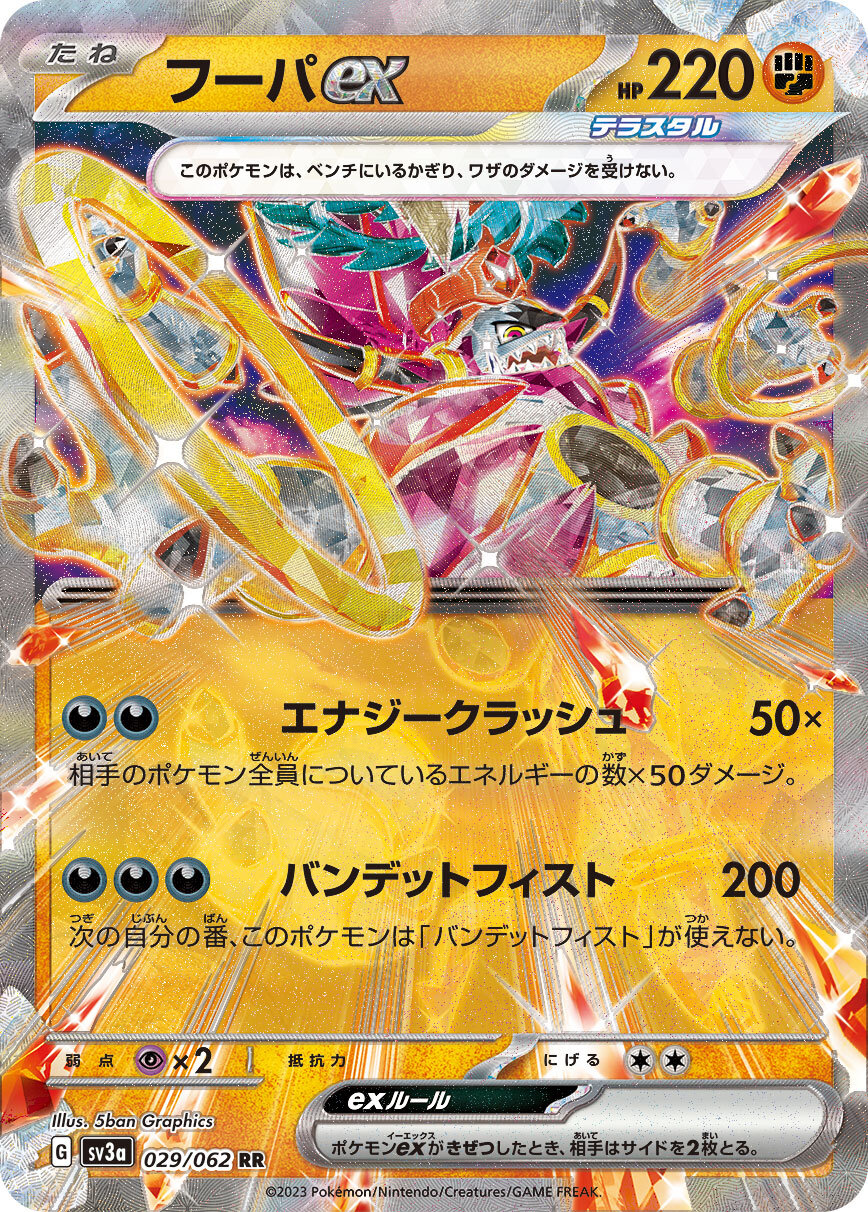 たね フーパex HP220
テラスタル
このポケモンは、ベンチにいるかぎり、ワザのダメージを受けない。
エナジークラッシュ 50×
相手のポケモン全員についているエネルギーの数×50ダメージ。
バンデットフィスト 200
次の自分の番、このポケモンは「バンデットフィスト」が使えない。
弱点 ×2 抵抗力 にげる
exルール
ポケモンexがきぜつしたとき、相手はサイドを2枚とる。
Illus. 5ban Graphics
G sv3a 029/062 RR
©2023 Pokémon/Nintendo/Creatures/GAME FREAK.